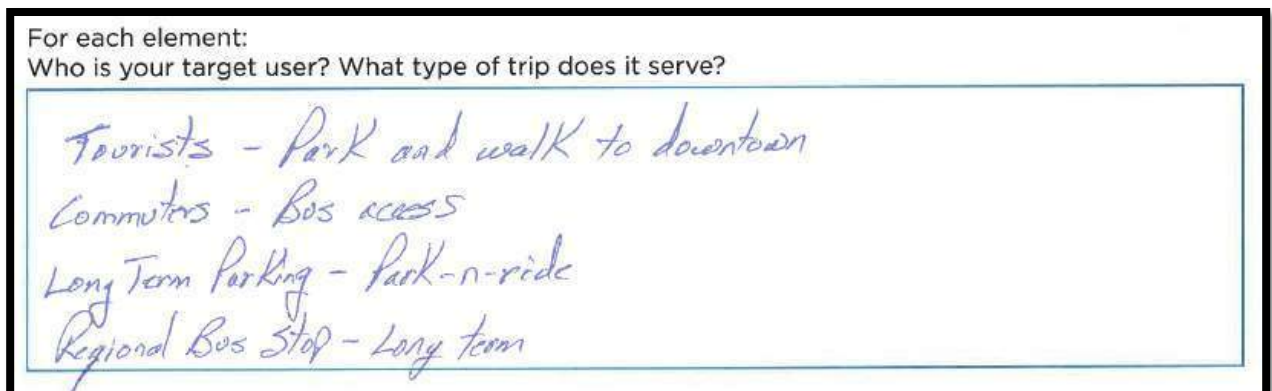 For each element:
Who is your target user? What type of trip does it serve?
Tourists - Park and walk to downtown
Commuters - Bus access
Long Term Parking - Park-n-ride
Regional Bus Stop - Long term